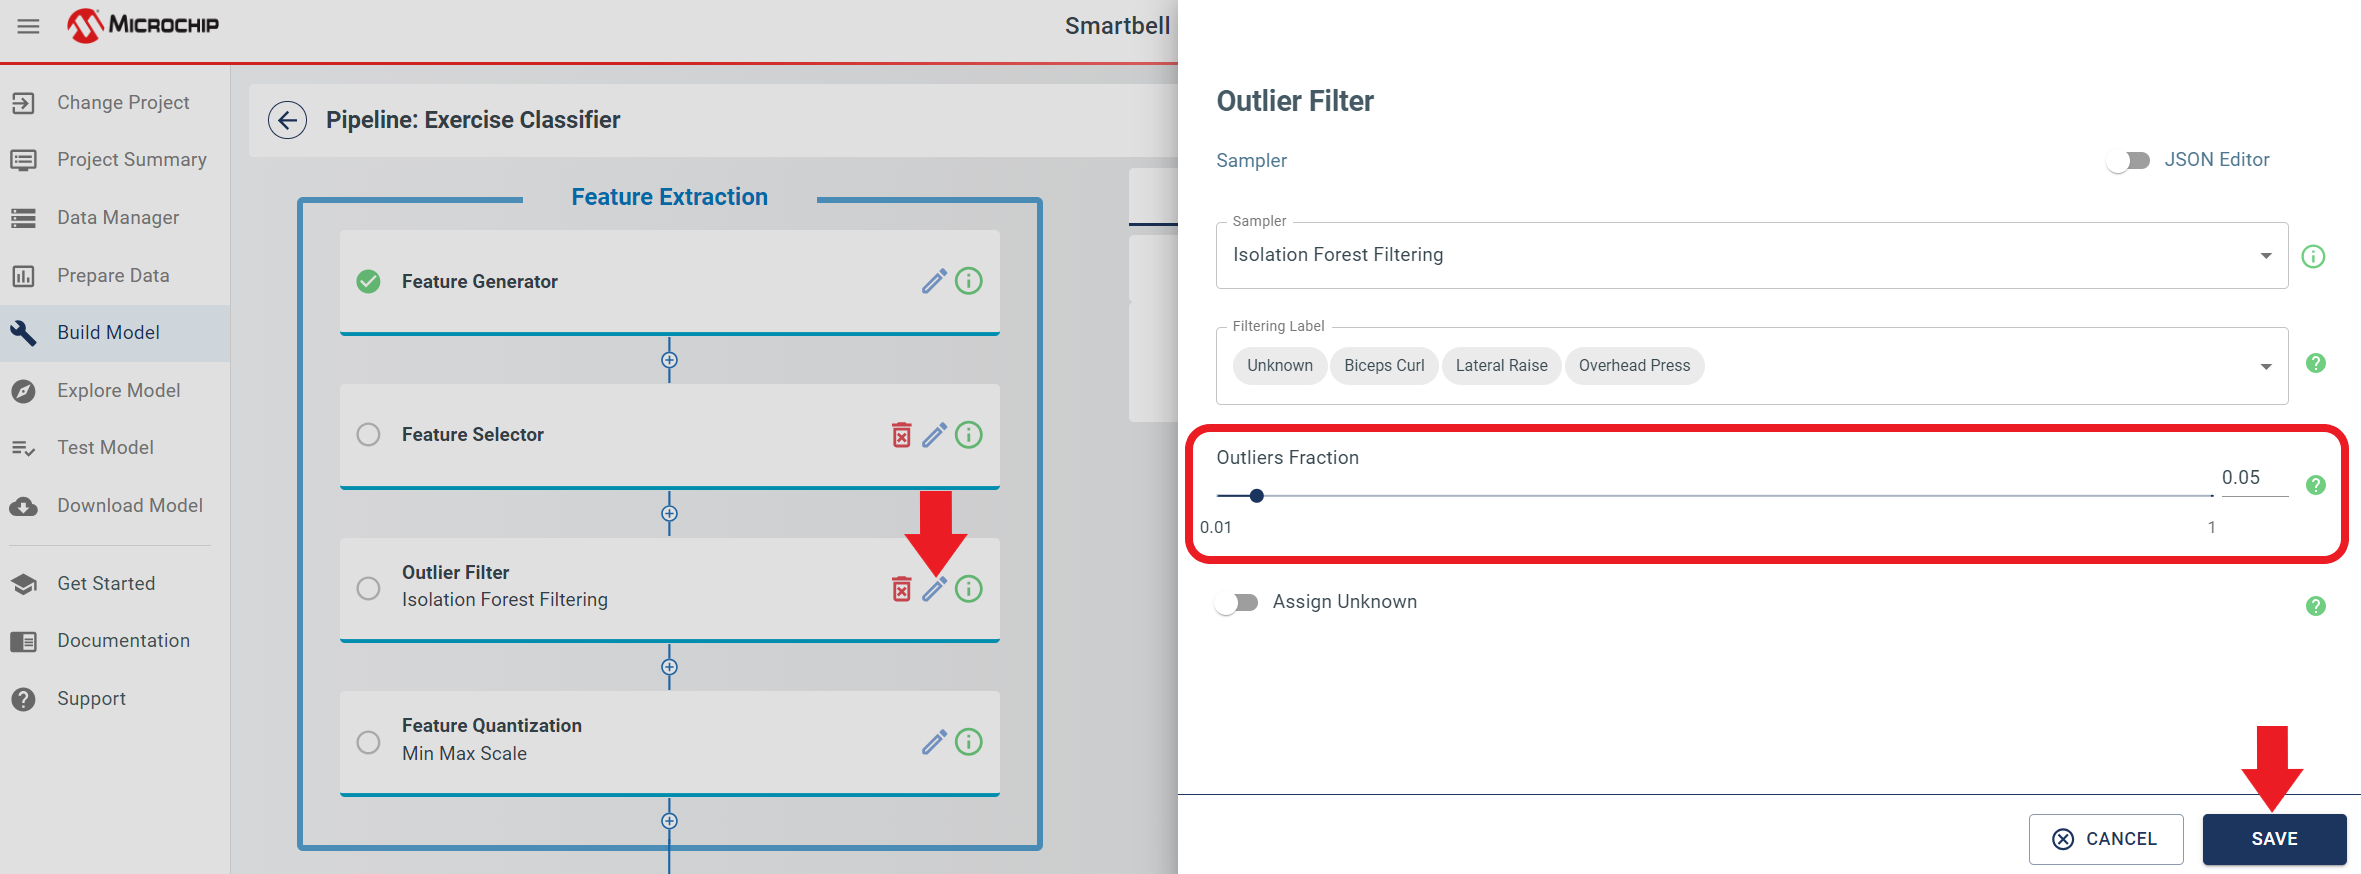 MICROCHIP
Smartbell
Change Project
Project Summary
Data Manager
Prepare Data
Build Model
Explore Model
Test Model
Download Model
Get Started
Documentation
Support
Pipeline: Exercise Classifier
Feature Extraction
Feature Generator
Feature Selector
Outlier Filter
Isolation Forest Filtering
Feature Quantization
Min Max Scale
Outlier Filter
Sampler
JSON Editor
Sampler
Isolation Forest Filtering
Filtering Label
Unknown Biceps Curl Lateral Raise Overhead Press
Outliers Fraction
0.05
0.01 1
Assign Unknown
CANCEL SAVE